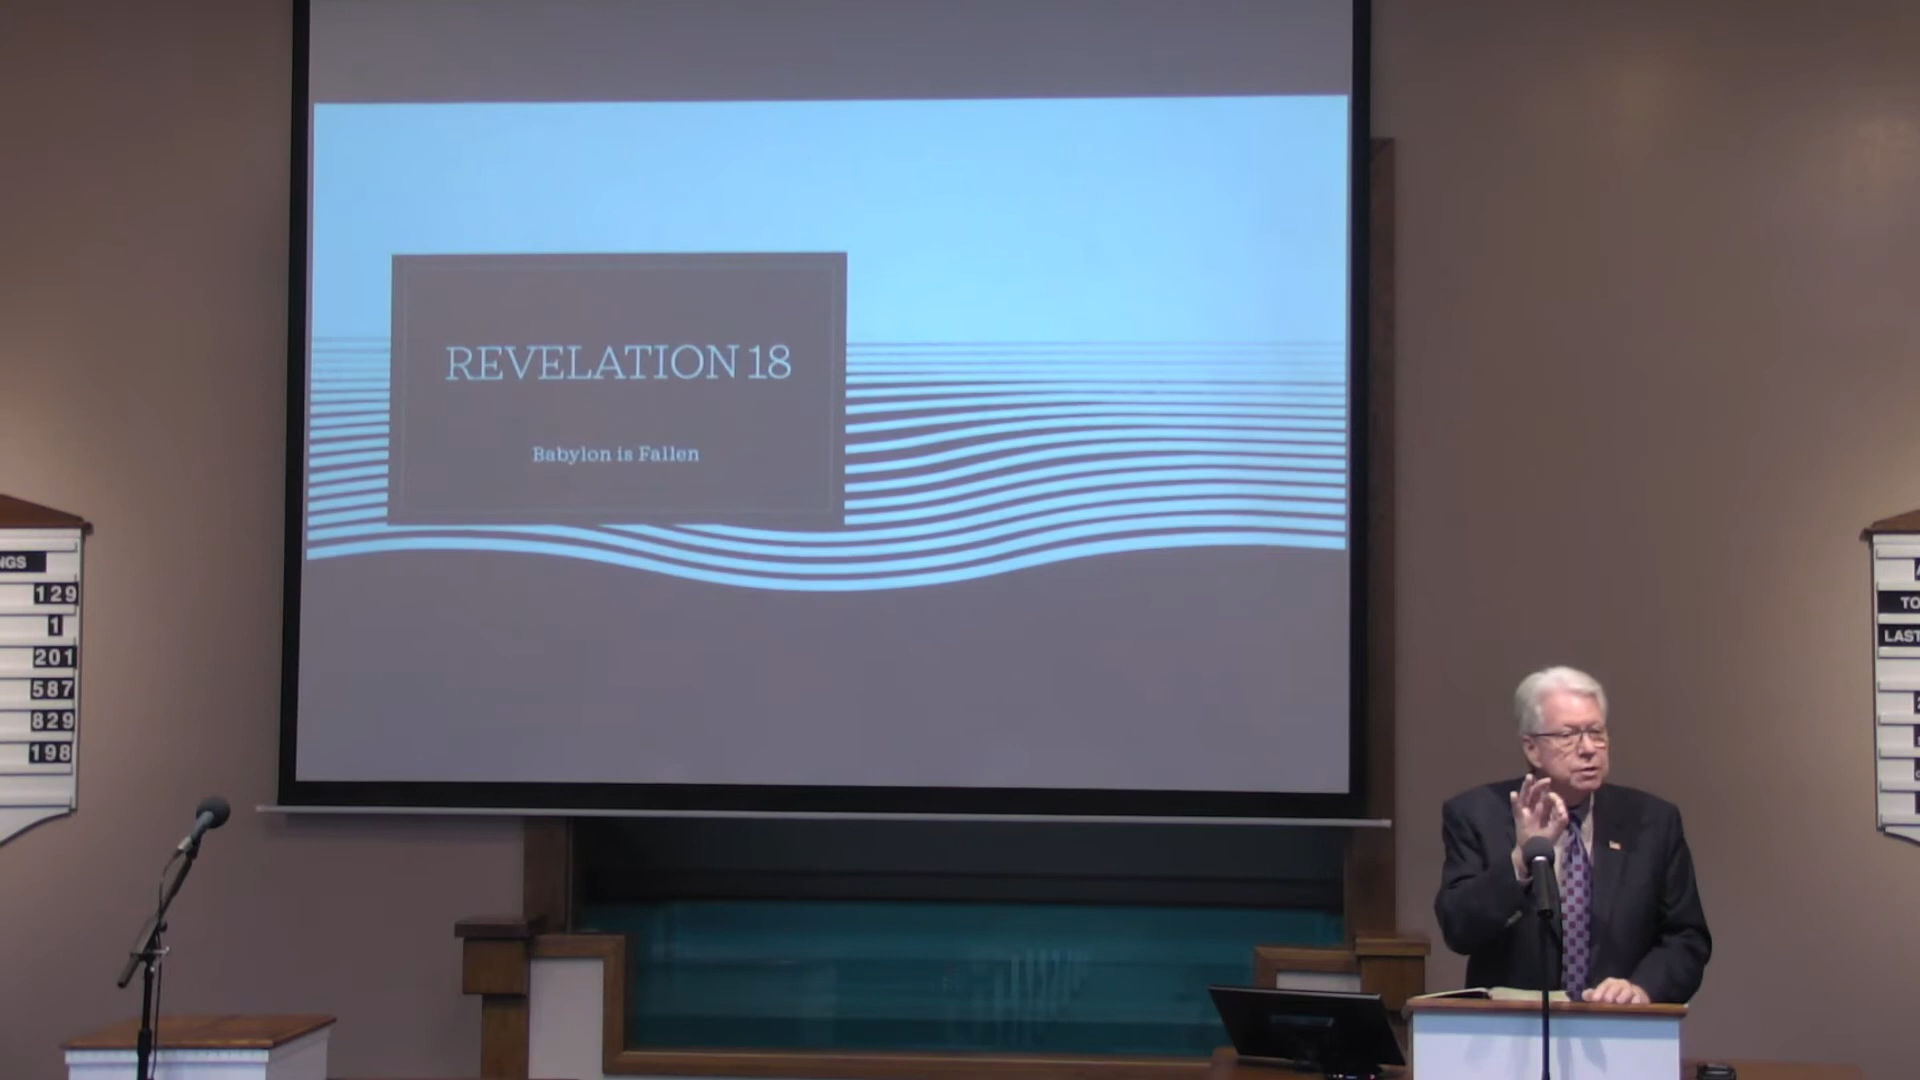 REVELATION 18
Babylon is Fallen
NGS
129
1
201
587
829
198
TO
LAST